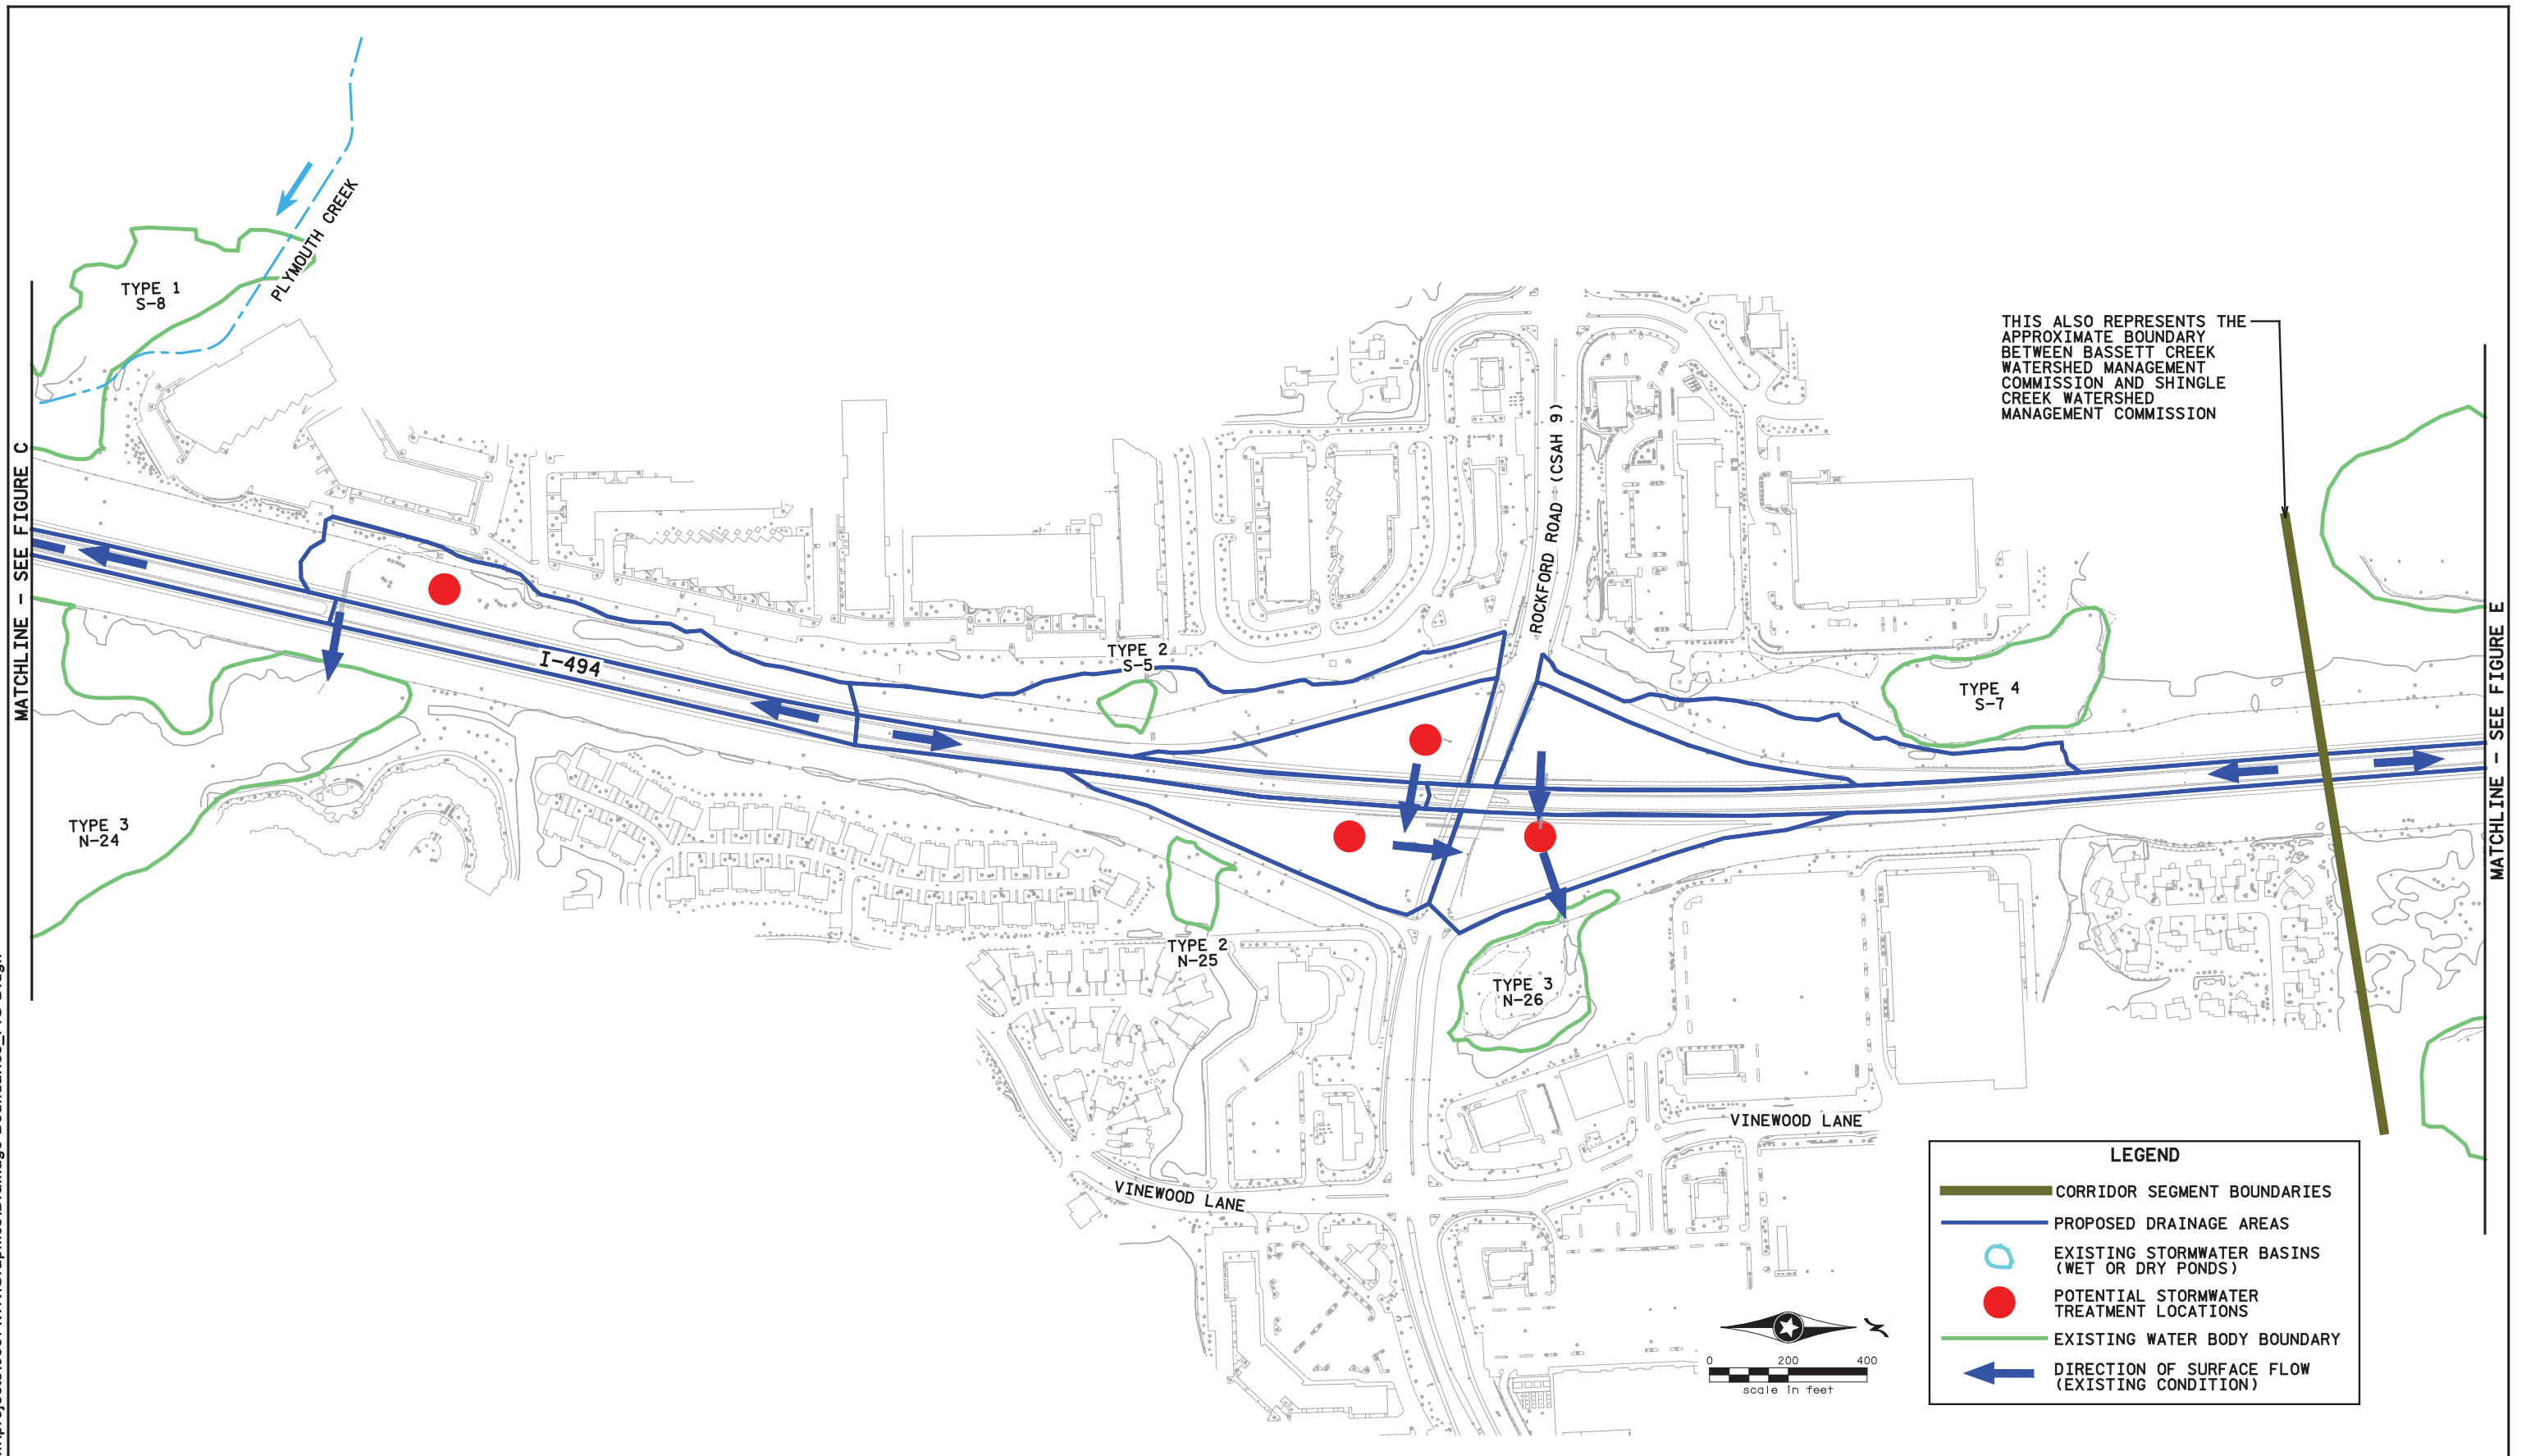 PLYMOUTH CREEK
TYPE 1
S-8
MATCHLINE - SEE FIGURE C
THIS ALSO REPRESENTS THE
APPROXIMATE BOUNDARY
BETWEEN BASSETT CREEK
WATERSHED MANAGEMENT
COMMISSION AND SHINGLE
CREEK WATERSHED
MANAGEMENT COMMISSION
ROCKFORD ROAD (CSAH 9)
MATCHLINE - SEE FIGURE E
I-494
TYPE 2
S-5
TYPE 4
S-7
TYPE 3
N-24
TYPE 2
N-25
TYPE 3
N-26
VINEWOOD LANE
VINEWOOD LANE
0 200 400
scale in feet
LEGEND
CORRIDOR SEGMENT BOUNDARIES
PROPOSED DRAINAGE AREAS
EXISTING STORMWATER BASINS
(WET OR DRY PONDS)
POTENTIAL STORMWATER
TREATMENT LOCATIONS
EXISTING WATER BODY BOUNDARY
DIRECTION OF SURFACE FLOW
(EXISTING CONDITION)